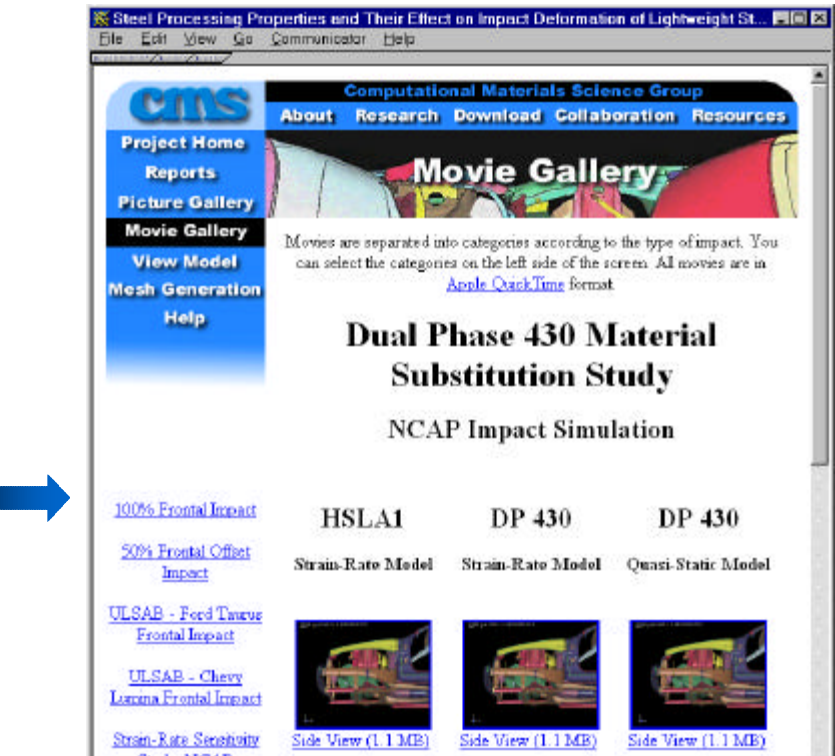 Steel Processing Properties and Their Effect on Impact Deformation of Lightweight St...
File Edit View Go Communicator Help
cms
Computational Materials Science Group
About Research Download Collaboration Resources
Project Home
Reports
Picture Gallery
Movie Gallery
View Model
Mesh Generation
Help
Movie Gallery
Movies are separated into categories according to the type of impact. You
can select the categories on the left side of the screen. All movies are in
Apple QuickTime format
Dual Phase 430 Material
Substitution Study
NCAP Impact Simulation
100% Frontal Impact
50% Frontal Offset
Impact
ULSAB - Ford Taurus
Frontal Impact
ULSAB - Chevy
Lumina Frontal Impact
Strain-Rate Sensitivity
HSLA1 DP 430 DP 430
Strain-Rate Model Strain-Rate Model Quasi-Static Model
Side View (1.1 MB) Side View (1.1 MB) Side View (1.1 MB)